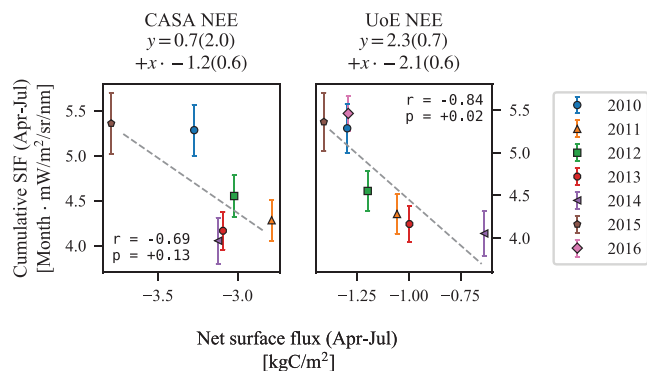 CASA NEE
y = 0.7(2.0)
+x · −1.2(0.6)
UoE NEE
y = 2.3(0.7)
+x · −2.1(0.6)
Cumulative SIF (Apr-Jul)
[Month · mW/m²/sr/nm]
5.5
5.0
4.5
4.0
r = -0.69
p = +0.13
−3.5
−3.0
r = -0.84
p = +0.02
5.5
5.0
4.5
4.0
−1.25
−1.00
−0.75
Net surface flux (Apr-Jul)
[kgC/m²]
2010
2011
2012
2013
2014
2015
2016